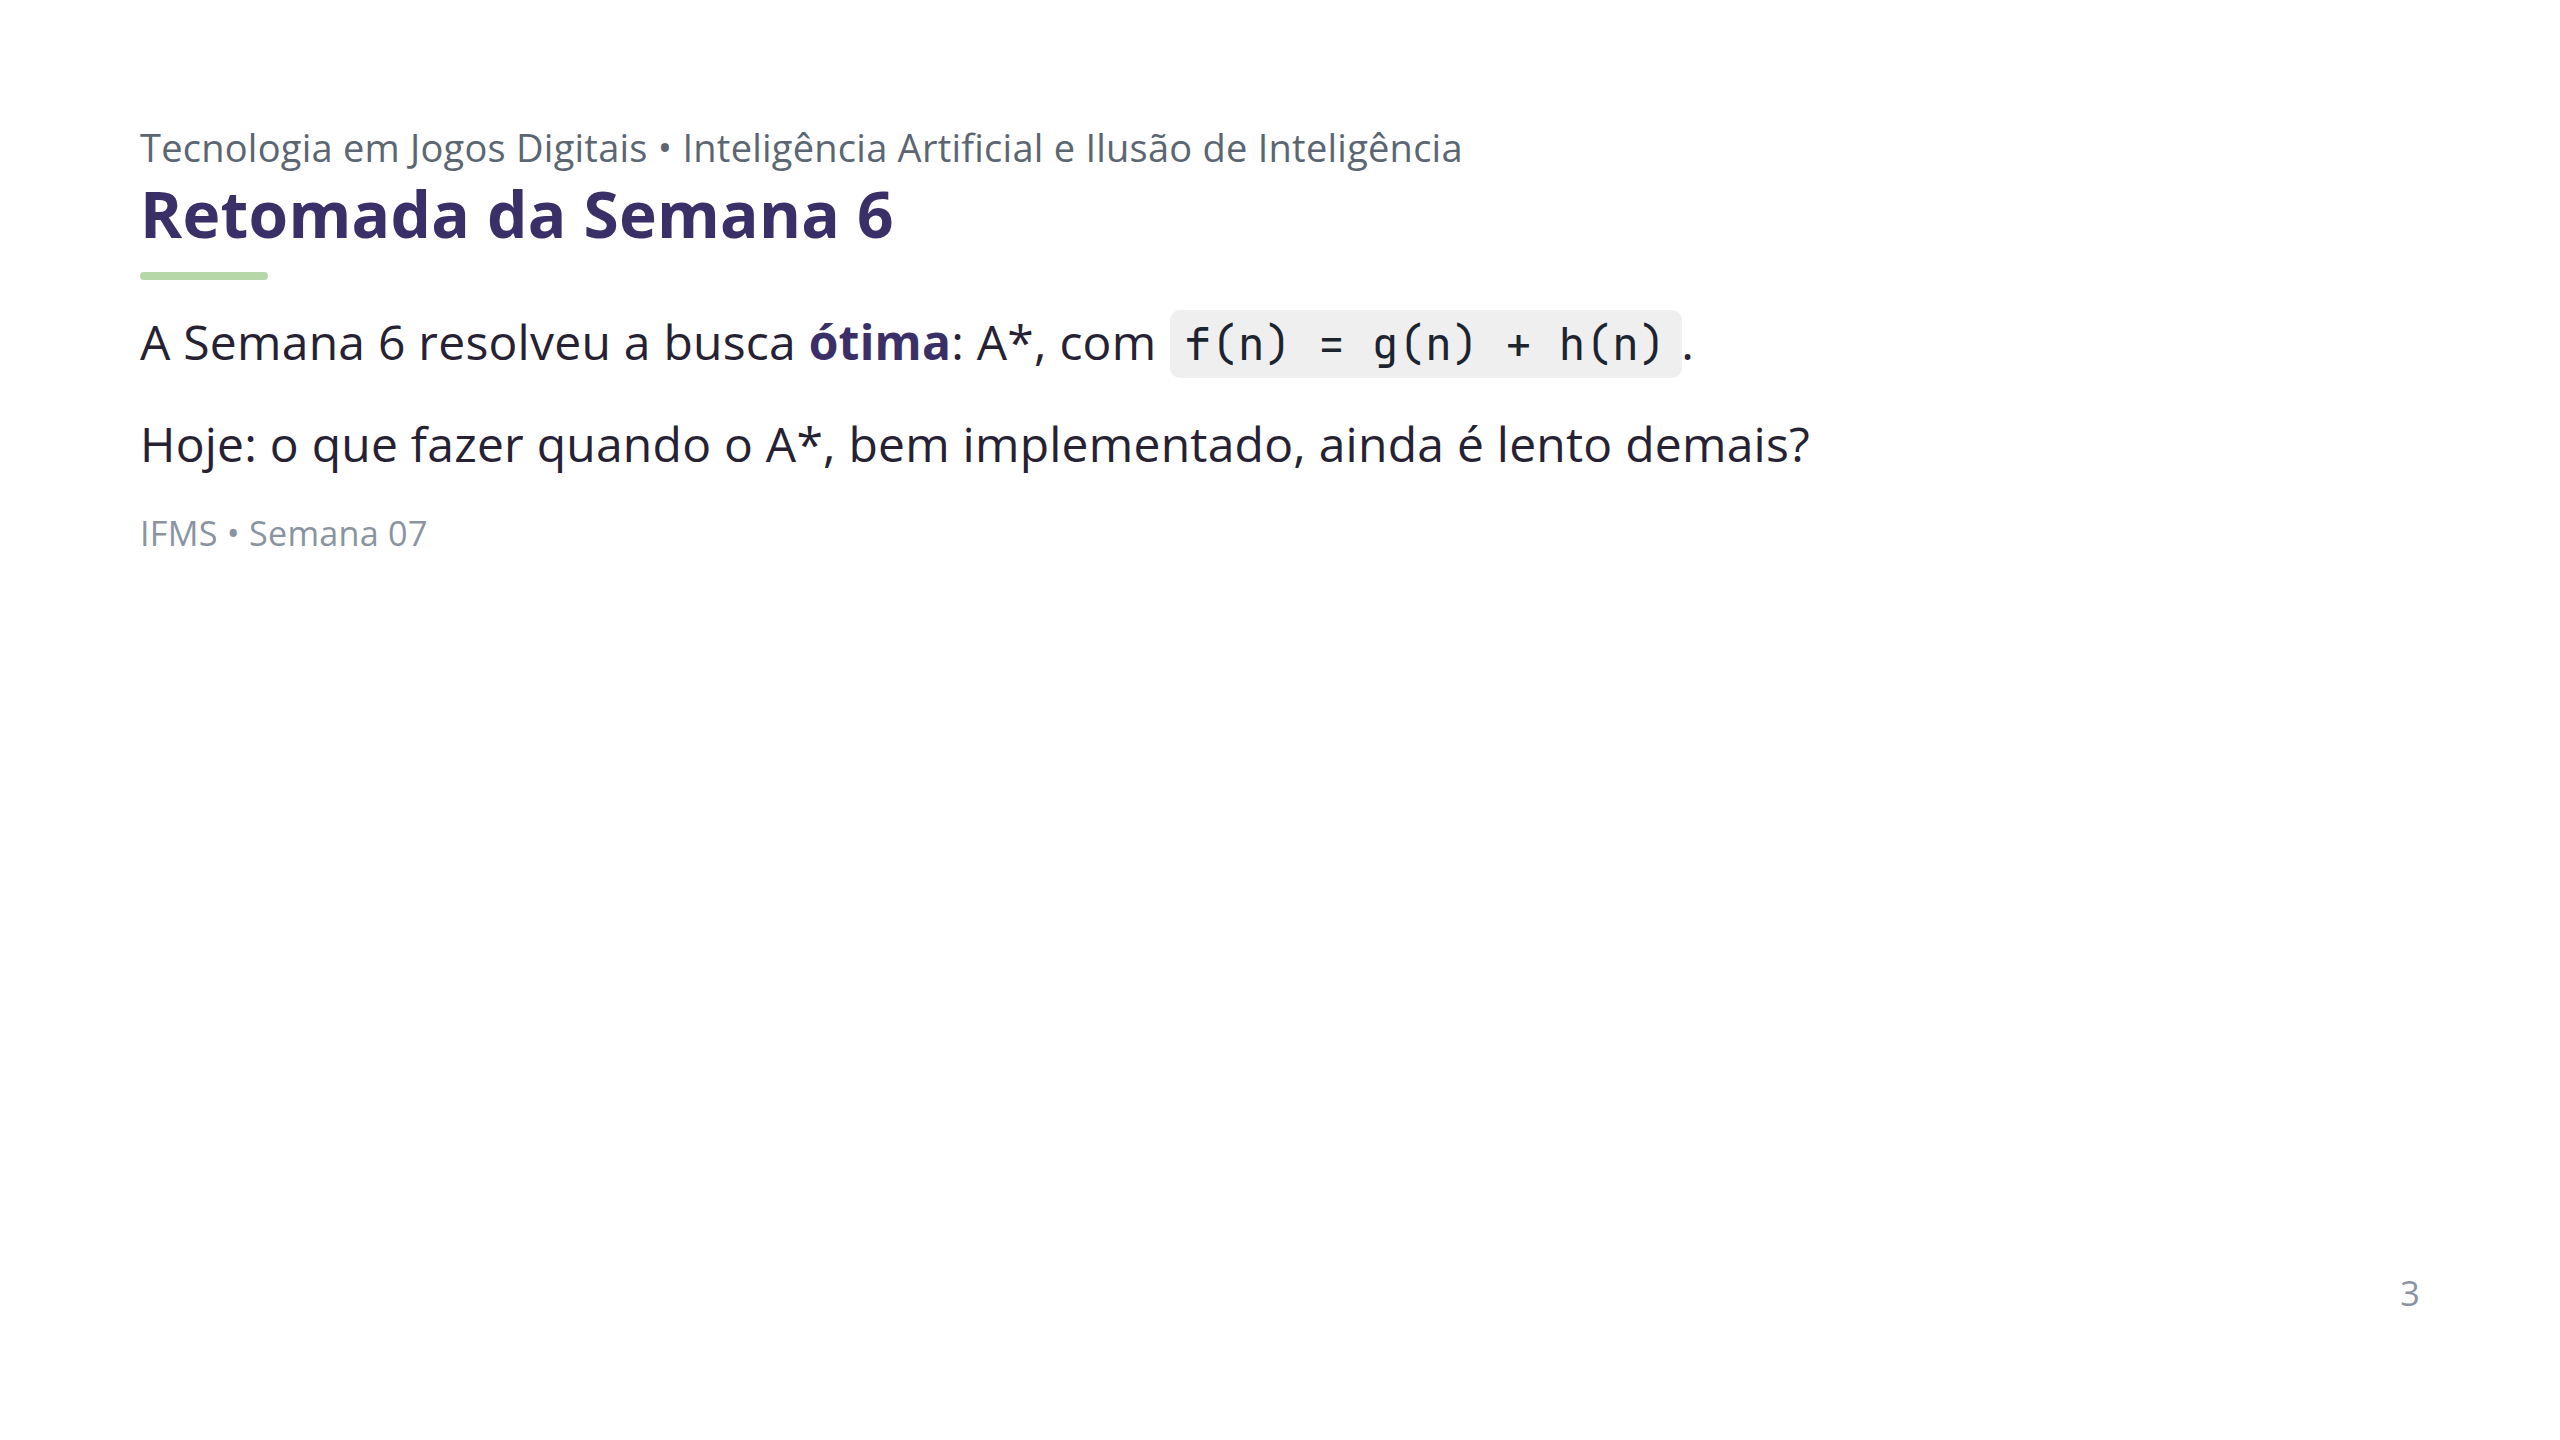 Tecnologia em Jogos Digitais • Inteligência Artificial e Ilusão de Inteligência
Retomada da Semana 6
A Semana 6 resolveu a busca ótima: A*, com f(n) = g(n) + h(n).
Hoje: o que fazer quando o A*, bem implementado, ainda é lento demais?
IFMS • Semana 07
3